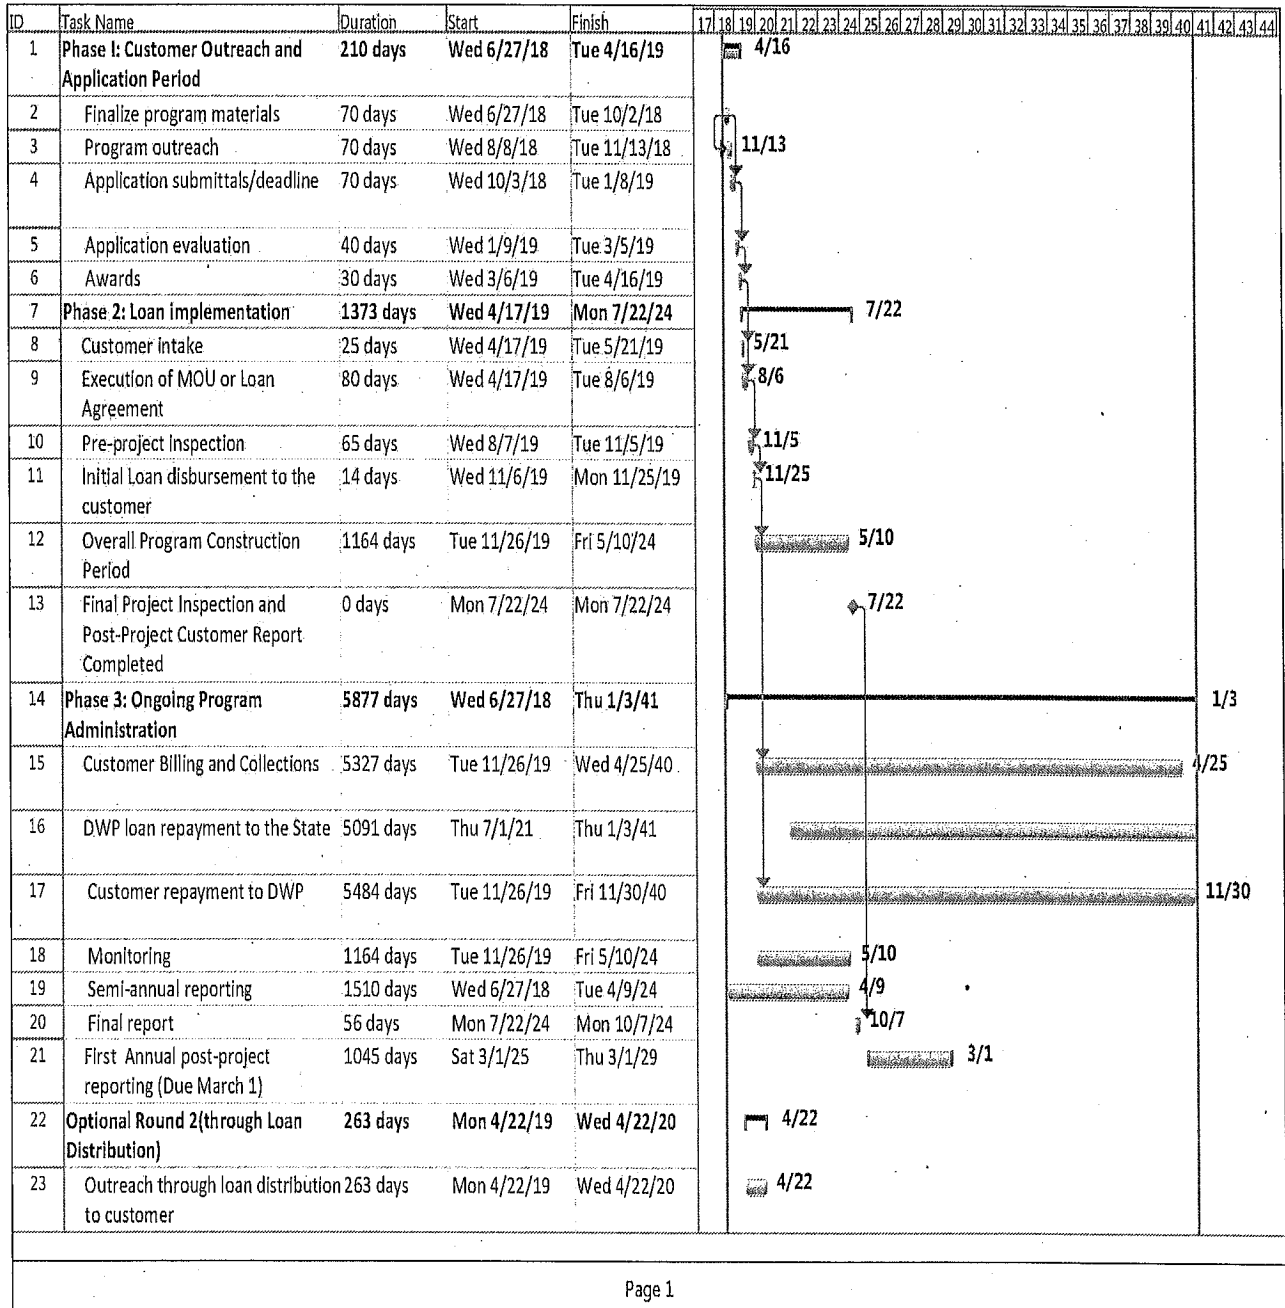 ID Task Name Duration Start Finish 17 18 19 20 21 22 23 24 25 26 27 28 29 30 31 32 33 34 35 36 37 38 39 40 41 42 43 44
1 Phase I: Customer Outreach and 210 days Wed 6/27/18 Tue 4/16/19 4/16
Application Period
2 Finalize program materials 70 days Wed 6/27/18 Tue 10/2/18
3 Program outreach 70 days Wed 8/8/18 Tue 11/13/18 11/13
4 Application submittals/deadline 70 days Wed 10/3/18 Tue 1/8/19
5 Application evaluation 40 days Wed 1/9/19 Tue 3/5/19
6 Awards 30 days Wed 3/6/19 Tue 4/16/19
7 Phase 2: Loan implementation 1373 days Wed 4/17/19 Mon 7/22/24 7/22
8 Customer intake 25 days Wed 4/17/19 Tue 5/21/19 5/21
9 Execution of MOU or Loan 80 days Wed 4/17/19 Tue 8/6/19 8/6
Agreement
10 Pre-project inspection 65 days Wed 8/7/19 Tue 11/5/19 11/5
11 Initial Loan disbursement to the 14 days Wed 11/6/19 Mon 11/25/19 11/25
customer
12 Overall Program Construction 1164 days Tue 11/26/19 Fri 5/10/24 5/10
Period
13 Final Project Inspection and 0 days Mon 7/22/24 Mon 7/22/24 7/22
Post-Project Customer Report
Completed
14 Phase 3: Ongoing Program 5877 days Wed 6/27/18 Thu 1/3/41 1/3
Administration
15 Customer Billing and Collections 5327 days Tue 11/26/19 Wed 4/25/40 4/25
16 DWP loan repayment to the State 5091 days Thu 7/1/21 Thu 1/3/41
17 Customer repayment to DWP 5484 days Tue 11/26/19 Fri 11/30/40 11/30
18 Monitoring 1164 days Tue 11/26/19 Fri 5/10/24 5/10
19 Semi-annual reporting 1510 days Wed 6/27/18 Tue 4/9/24 4/9
20 Final report 56 days Mon 7/22/24 Mon 10/7/24 10/7
21 First Annual post-project 1045 days Sat 3/1/25 Thu 3/1/29 3/1
reporting (Due March 1)
22 Optional Round 2(through Loan 263 days Mon 4/22/19 Wed 4/22/20 4/22
Distribution)
23 Outreach through loan distribution 263 days Mon 4/22/19 Wed 4/22/20 4/22
to customer
Page 1